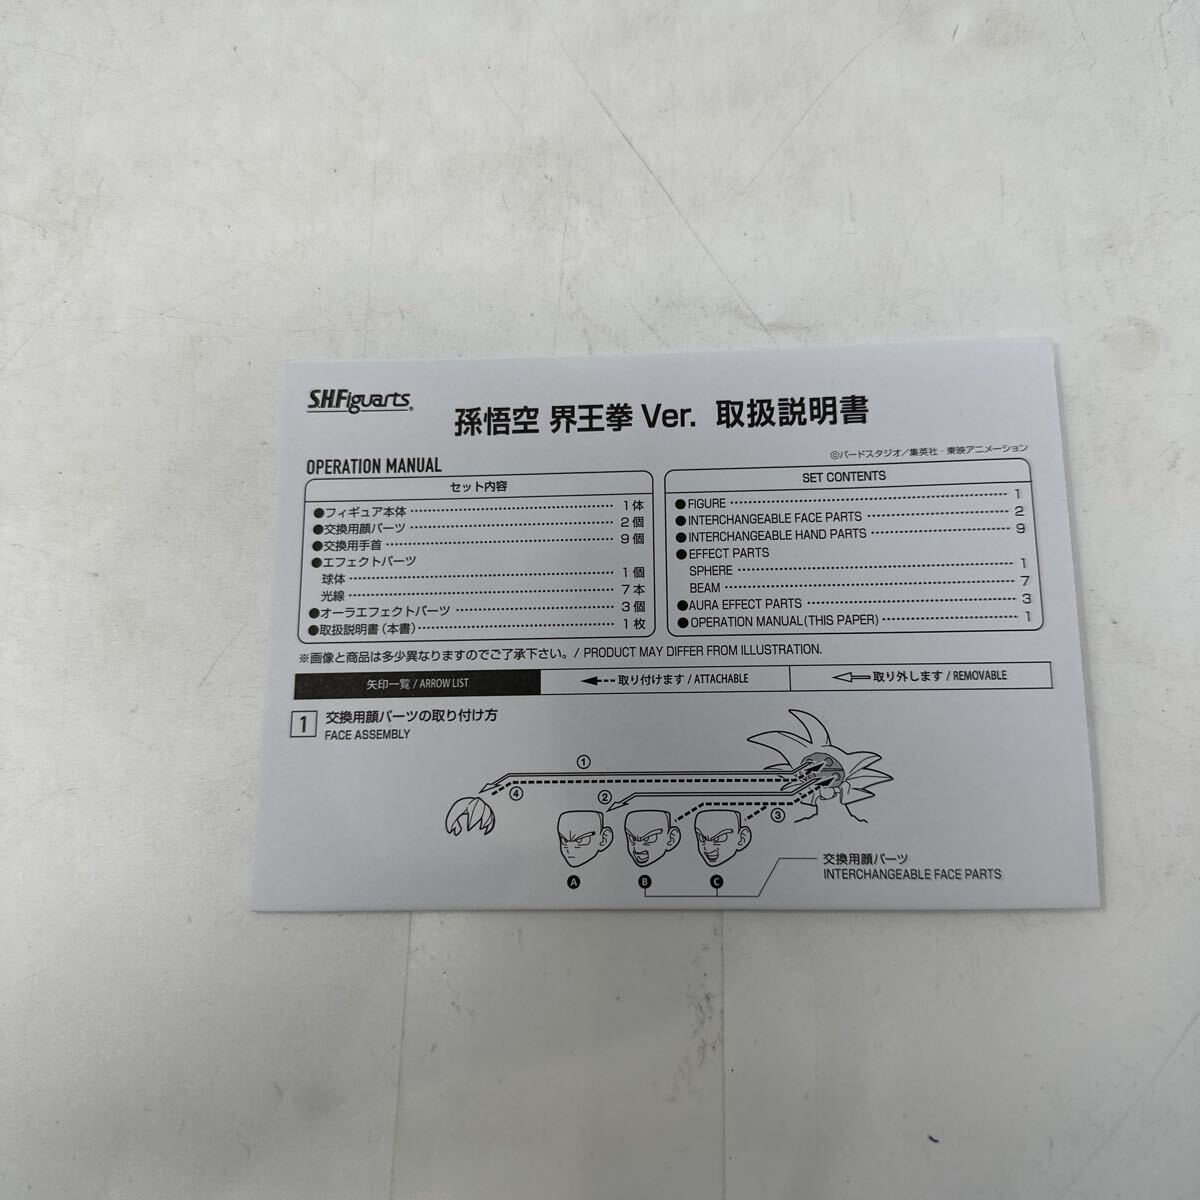 S.H.Figuarts®
孫悟空 界王拳 Ver. 取扱説明書
©バードスタジオ／集英社・東映アニメーション
OPERATION MANUAL
セット内容
●フィギュア本体 1体
●交換用顔パーツ 2個
●交換用手首 9個
●エフェクトパーツ
球体 1個
光線 7本
●オーラエフェクトパーツ 3個
●取扱説明書（本書） 1枚
SET CONTENTS
●FIGURE 1
●INTERCHANGEABLE FACE PARTS 2
●INTERCHANGEABLE HAND PARTS 9
●EFFECT PARTS
SPHERE 1
BEAM 7
●AURA EFFECT PARTS 3
●OPERATION MANUAL(THIS PAPER) 1
※画像と商品は多少異なりますのでご了承下さい。/ PRODUCT MAY DIFFER FROM ILLUSTRATION.
矢印一覧 / ARROW LIST
取り付けます / ATTACHABLE
取り外します / REMOVABLE
1 交換用顔パーツの取り付け方
FACE ASSEMBLY
①
④
②
③
A B C
交換用顔パーツ
INTERCHANGEABLE FACE PARTS